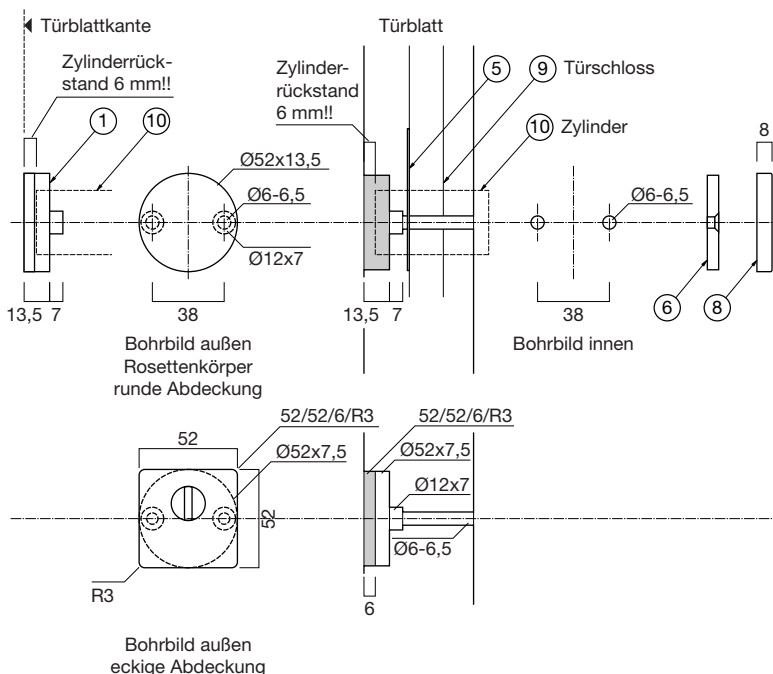 Türblattkante
Türblatt
Zylinderrück-
stand 6 mm!!
Zylinder-
rückstand
6 mm!!
5
9 Türschloss
1
10
10 Zylinder
8
Ø52x13,5
Ø6-6,5
Ø12x7
Ø6-6,5
13,5 7
38
13,5 7
38
6
8
Bohrbild außen
Rosettenkörper
runde Abdeckung
Bohrbild innen
52/52/6/R3
52
Ø52x7,5
52
R3
52/52/6/R3
Ø52x7,5
Ø12x7
Ø6-6,5
6
Bohrbild außen
eckige Abdeckung